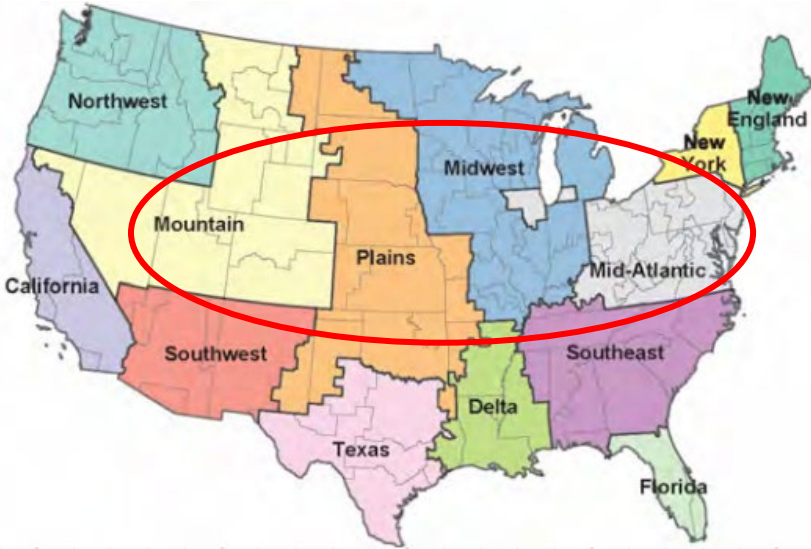 Northwest
New
England
New
York
Midwest
Mountain
Plains
Mid-Atlantic
California
Southwest
Southeast
Delta
Texas
Florida